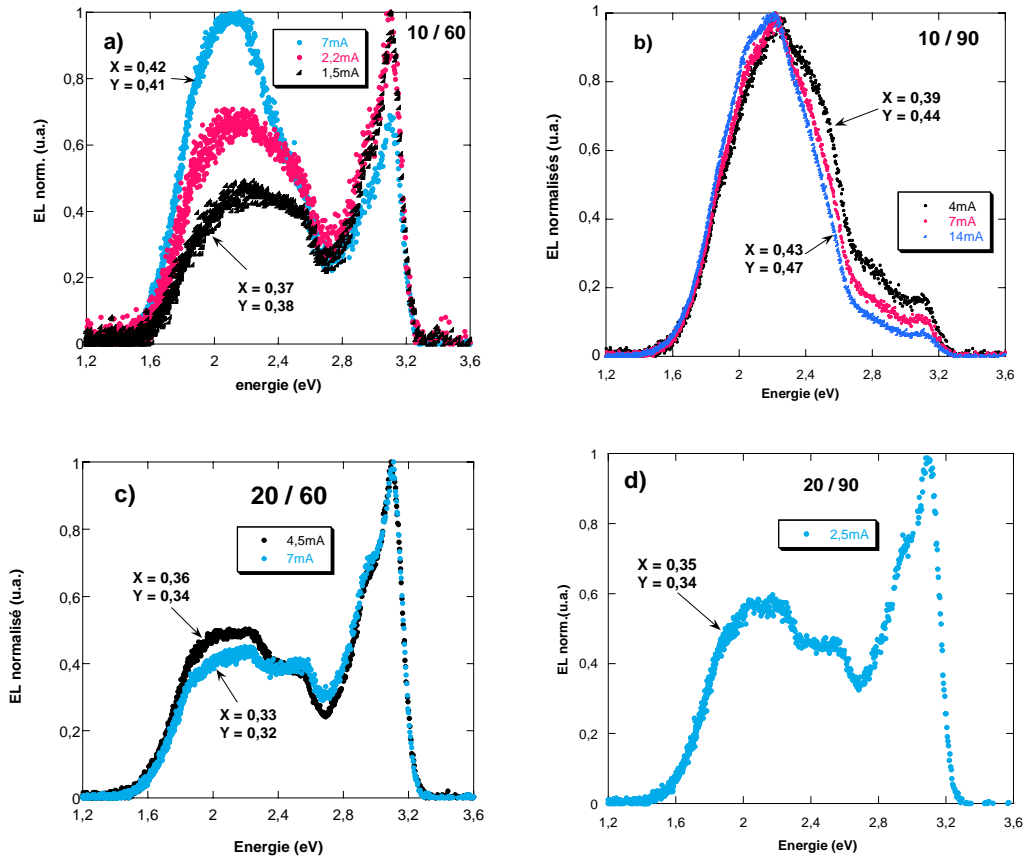 a)
10 / 60
7mA
2,2mA
1,5mA
X = 0,42
Y = 0,41
X = 0,37
Y = 0,38
EL norm. (u.a.)
1
0,8
0,6
0,4
0,2
0
1,2
1,6
2
2,4
2,8
3,2
3,6
energie (eV)
b)
10 / 90
X = 0,39
Y = 0,44
4mA
7mA
14mA
X = 0,43
Y = 0,47
EL normalisés (u.a.)
1
0,8
0,6
0,4
0,2
0
1,2
1,6
2
2,4
2,8
3,2
3,6
Energie (eV)
c)
20 / 60
4,5mA
7mA
X = 0,36
Y = 0,34
X = 0,33
Y = 0,32
EL normalisé (u.a.)
1
0,8
0,6
0,4
0,2
0
1,2
1,6
2
2,4
2,8
3,2
3,6
Energie (eV)
d)
20 / 90
2,5mA
X = 0,35
Y = 0,34
EL norm.(u.a.)
1
0,8
0,6
0,4
0,2
0
1,2
1,6
2
2,4
2,8
3,2
3,6
Energie (eV)